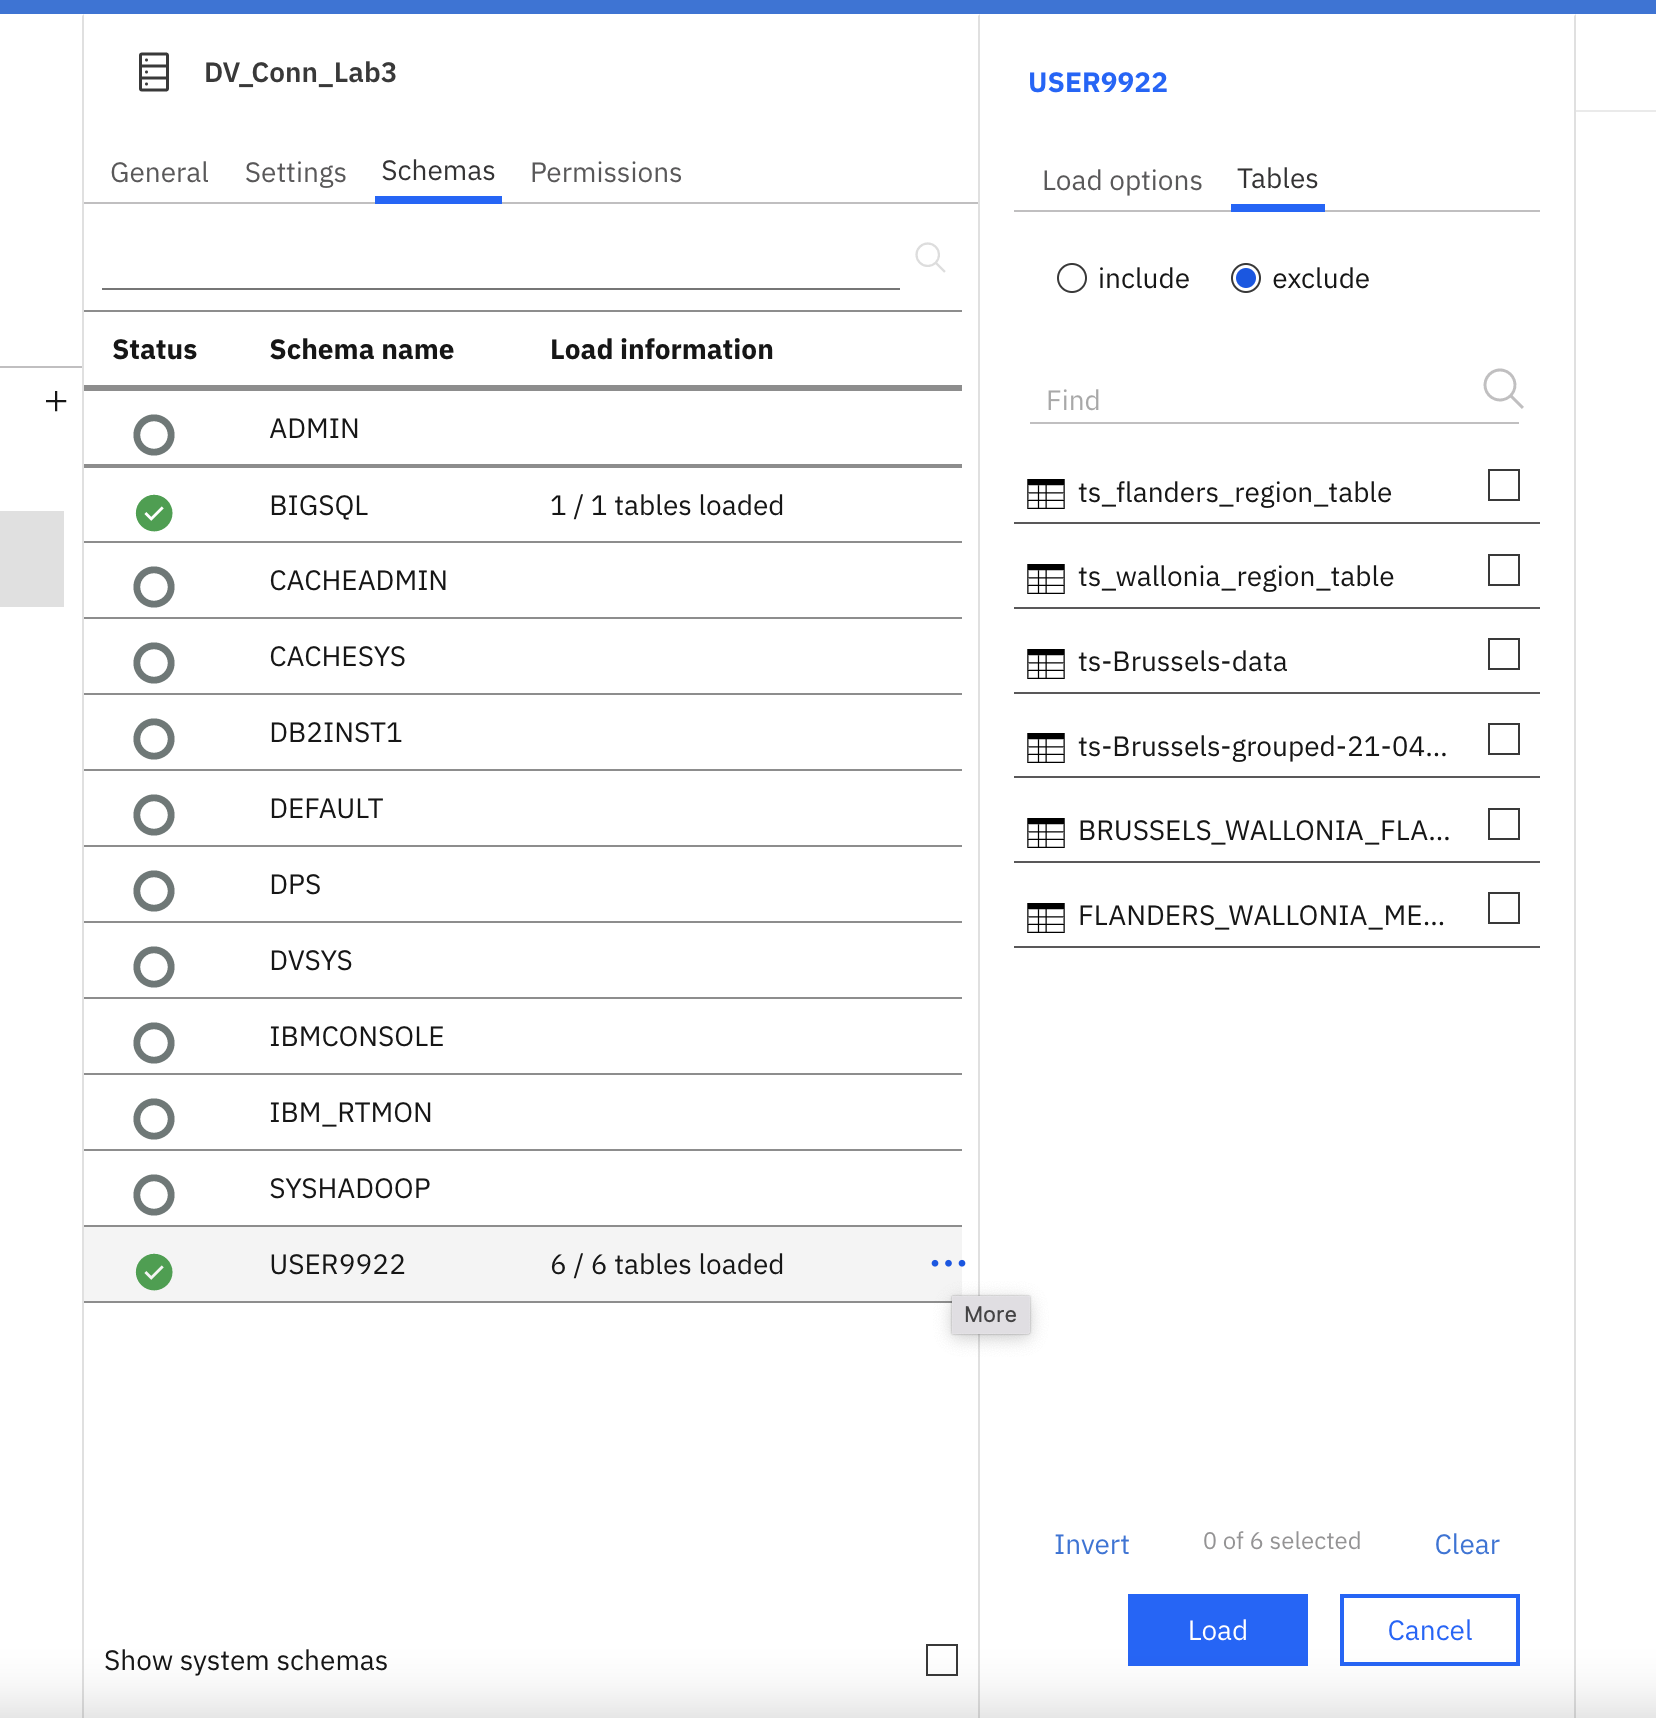 DV_Conn_Lab3
General Settings Schemas Permissions
Status Schema name Load information
ADMIN
BIGSQL 1 / 1 tables loaded
CACHEADMIN
CACHESYS
DB2INST1
DEFAULT
DPS
DVSYS
IBMCONSOLE
IBM_RTMON
SYSHADOOP
USER9922 6 / 6 tables loaded
More
Show system schemas
USER9922
Load options Tables
include exclude
Find
ts_flanders_region_table
ts_wallonia_region_table
ts-Brussels-data
ts-Brussels-grouped-21-04...
BRUSSELS_WALLONIA_FLA...
FLANDERS_WALLONIA_ME...
Invert 0 of 6 selected Clear
Load Cancel